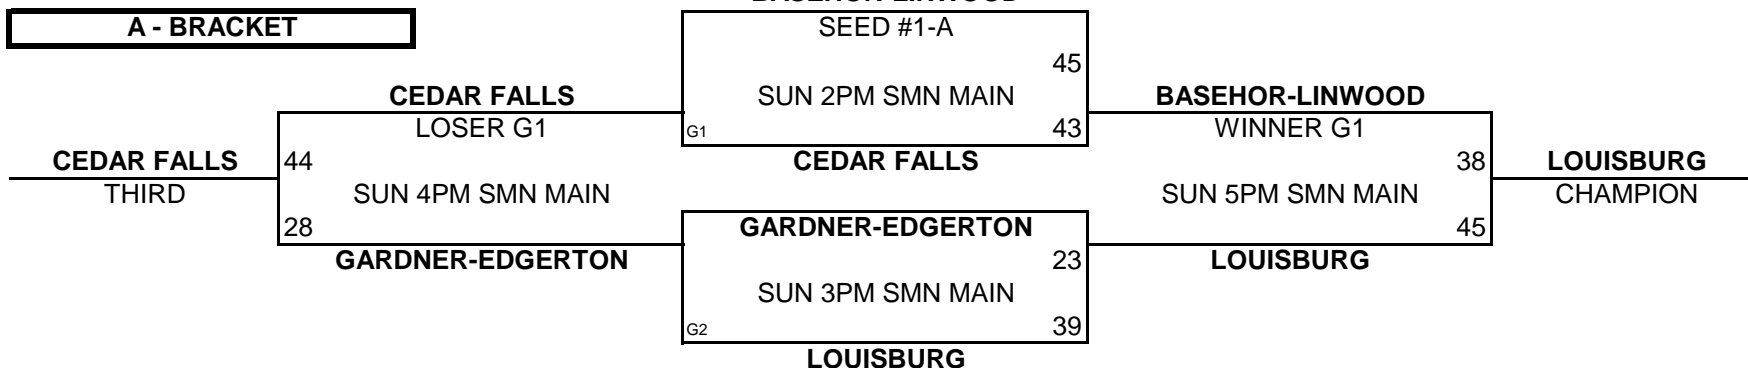 BASEHOR-LINWOOD
A - BRACKET
SEED #1-A
45
CEDAR FALLS
SUN 2PM SMN MAIN
BASEHOR-LINWOOD
LOSER G1
G1
43
WINNER G1
CEDAR FALLS
44
CEDAR FALLS
38
LOUISBURG
THIRD
SUN 4PM SMN MAIN
SUN 5PM SMN MAIN
CHAMPION
28
GARDNER-EDGERTON
45
GARDNER-EDGERTON
23
LOUISBURG
SUN 3PM SMN MAIN
G2
39
LOUISBURG